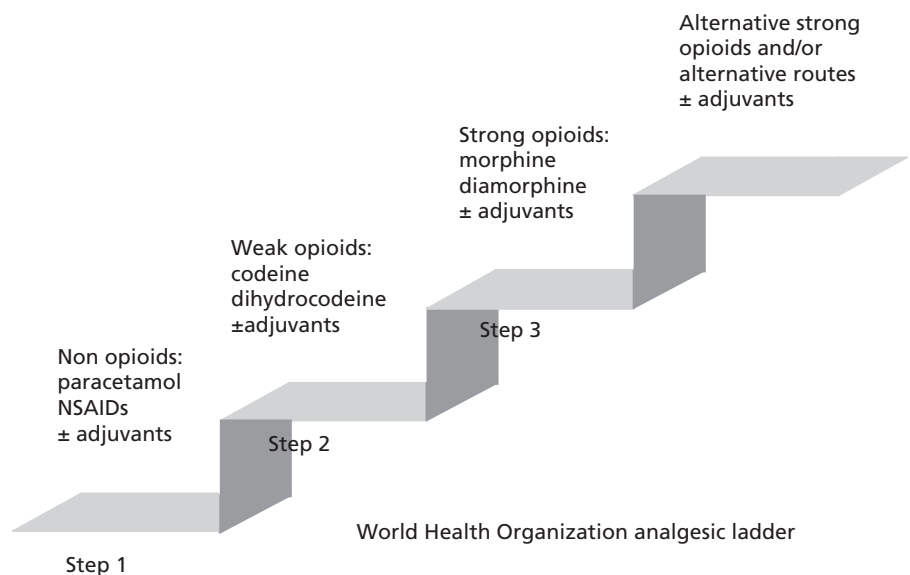 Alternative strong
opioids and/or
alternative routes
± adjuvants
Strong opioids:
morphine
diamorphine
± adjuvants
Weak opioids:
codeine
dihydrocodeine
±adjuvants
Step 3
Non opioids:
paracetamol
NSAIDs
± adjuvants
Step 2
World Health Organization analgesic ladder
Step 1